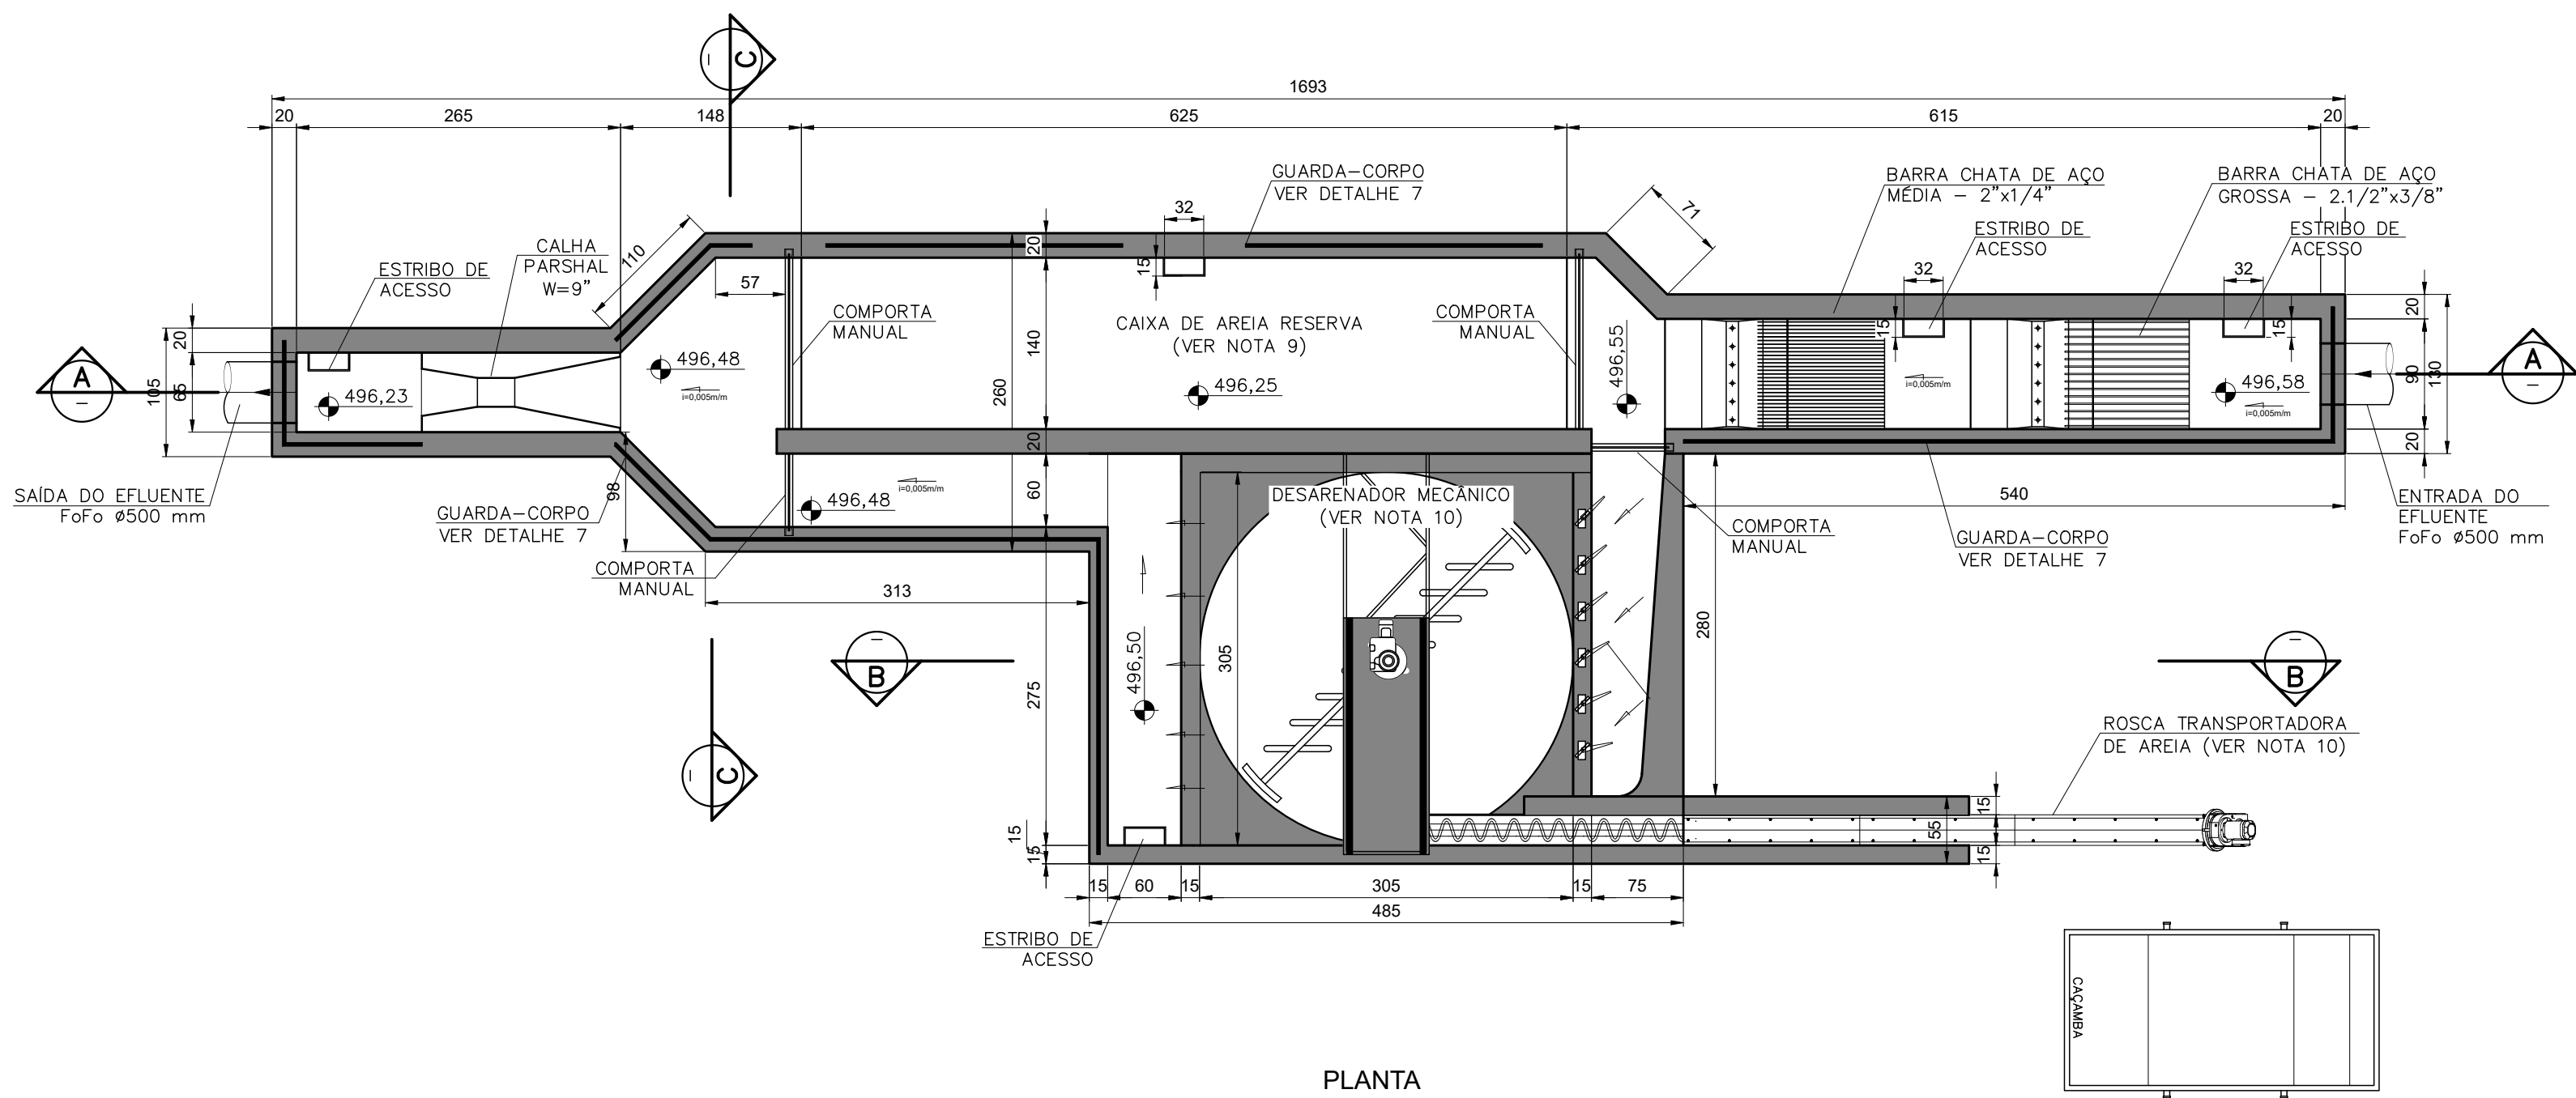 C
1693
20
265
148
625
615
20
GUARDA-CORPO
VER DETALHE 7
BARRA CHATA DE AÇO
MÉDIA - 2"x1/4"
BARRA CHATA DE AÇO
GROSSA - 2.1/2"x3/8"
ESTRIBO DE
ACESSO
ESTRIBO DE
ACESSO
CALHA
PARSHAL
W=9"
ESTRIBO DE
ACESSO
110
71
32
15
20
57
32
15
32
15
20
COMPORTA
MANUAL
CAIXA DE AREIA RESERVA
(VER NOTA 9)
COMPORTA
MANUAL
140
260
496,55
A
105
20
65
496,23
496,48
i=0,005m/m
496,25
i=0,005m/m
496,58
i=0,005m/m
90
130
A
20
20
SAÍDA DO EFLUENTE
FoFo Ø500 mm
GUARDA-CORPO
VER DETALHE 7
98
496,48
i=0,005m/m
60
DESARENADOR MECÂNICO
(VER NOTA 10)
COMPORTA
MANUAL
540
GUARDA-CORPO
VER DETALHE 7
ENTRADA DO
EFLUENTE
FoFo Ø500 mm
COMPORTA
MANUAL
313
B
C
275
496,50
305
280
B
ROSCA TRANSPORTADORA
DE AREIA (VER NOTA 10)
15
15
55
15
15
15
60
15
305
15
75
485
ESTRIBO DE
ACESSO
CAÇAMBA
PLANTA